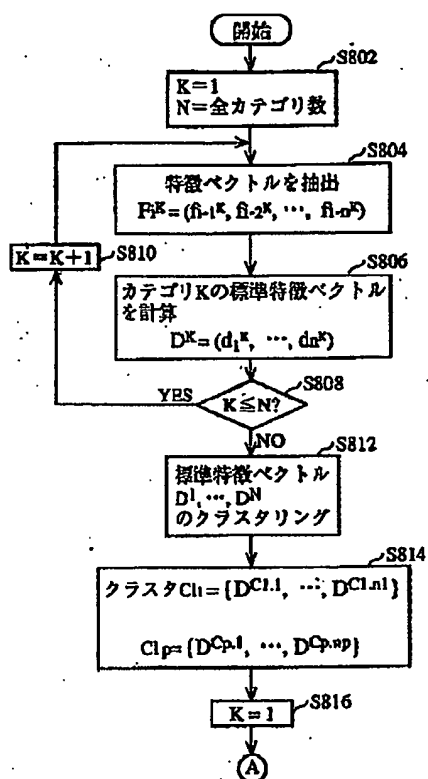 開始
S802
K=1
N=全カテゴリ数
S804
特徴ベクトルを抽出
Fi^K=(fi-1^K, fi-2^K, …, fi-n^K)
K=K+1
S810
S806
カテゴリKの標準特徴ベクトル
を計算
D^K=(d1^K, …, dn^K)
S808
YES
K≦N?
NO
S812
標準特徴ベクトル
D^1,…,D^N
のクラスタリング
S814
クラスタCl1={D^C1.1, …, D^C1.n1}
Clp={D^Cp.1, …, D^Cp.np}
S816
K=1
A